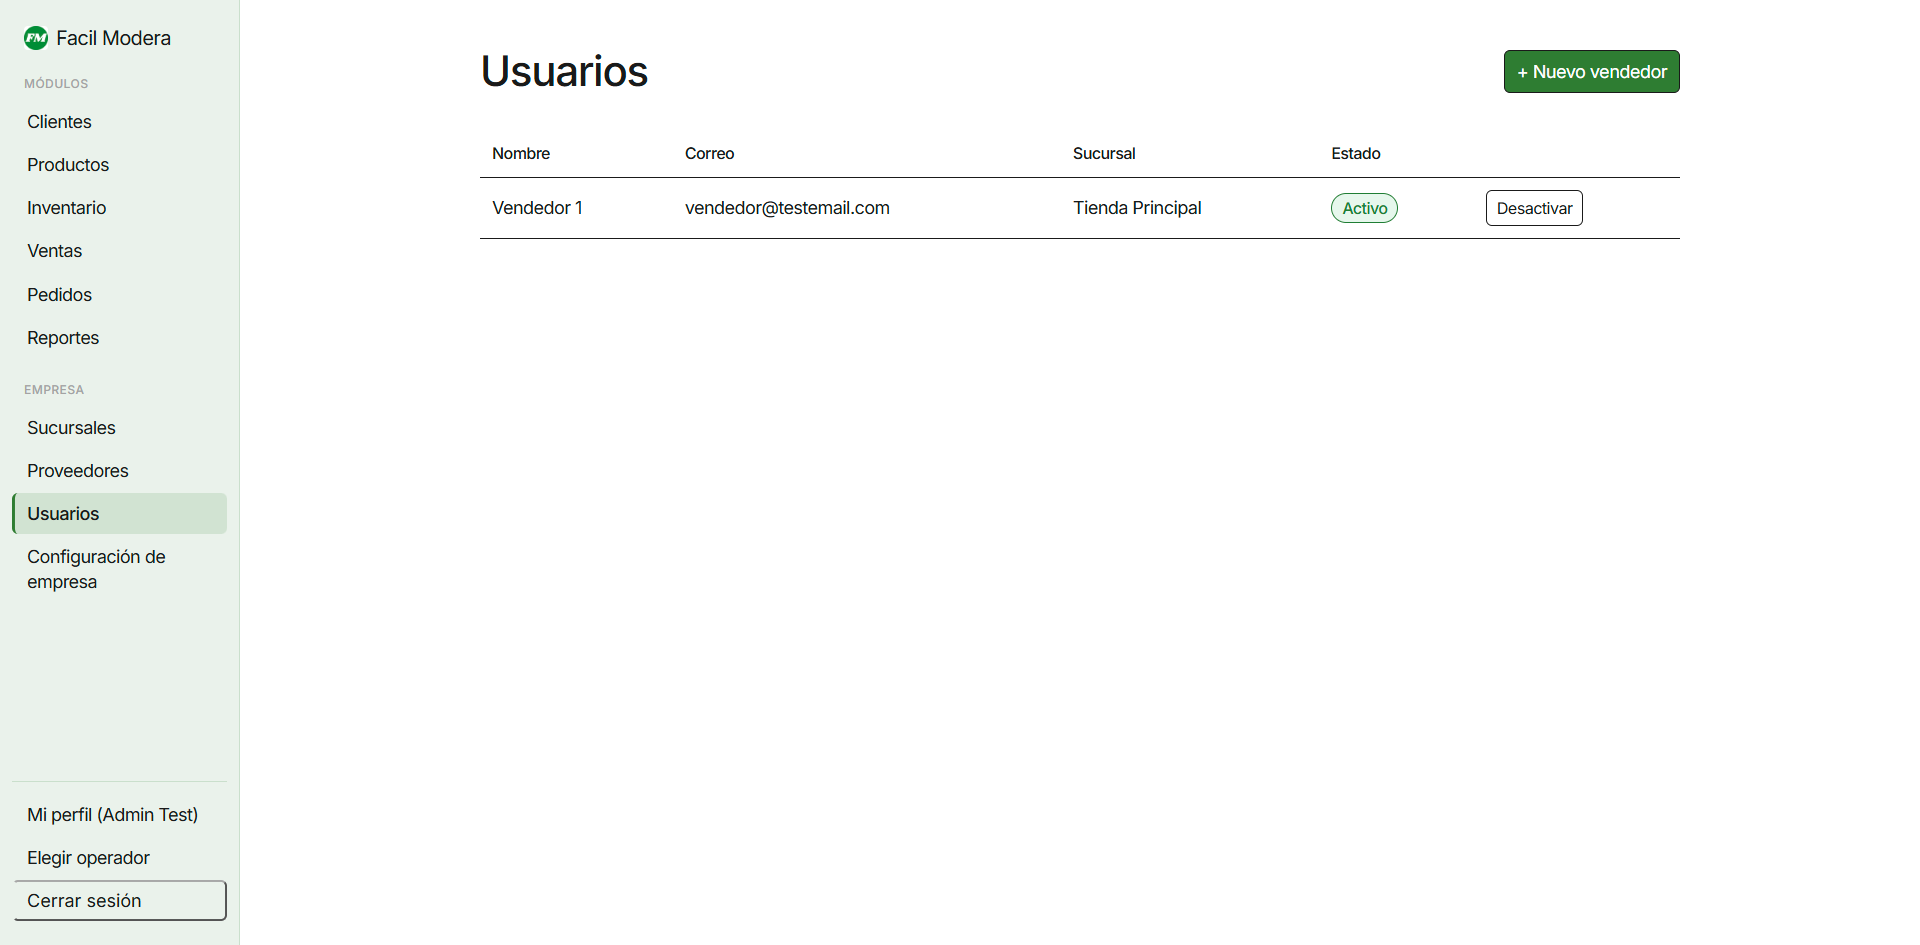 FM Facil Modera
MÓDULOS
Clientes
Productos
Inventario
Ventas
Pedidos
Reportes
EMPRESA
Sucursales
Proveedores
Usuarios
Configuración de
empresa
Mi perfil (Admin Test)
Elegir operador
Cerrar sesión
Usuarios
+ Nuevo vendedor
Nombre Correo Sucursal Estado
Vendedor 1 vendedor@testemail.com Tienda Principal Activo Desactivar